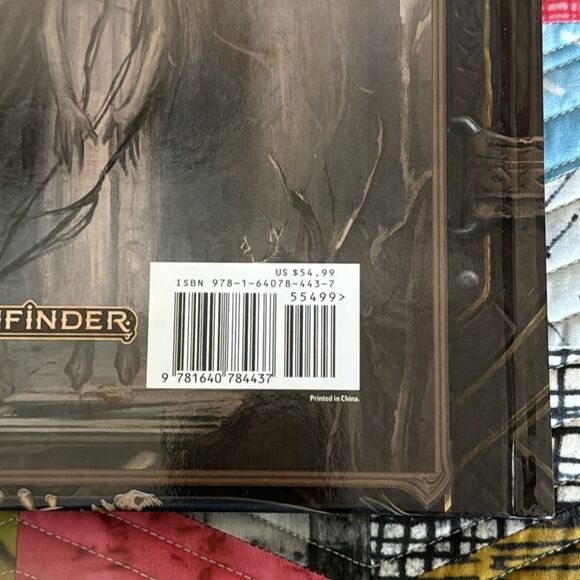 US $54.99
ISBN 978-1-64078-443-7
55499>
FINDER
9 781640 784437
Printed in China.